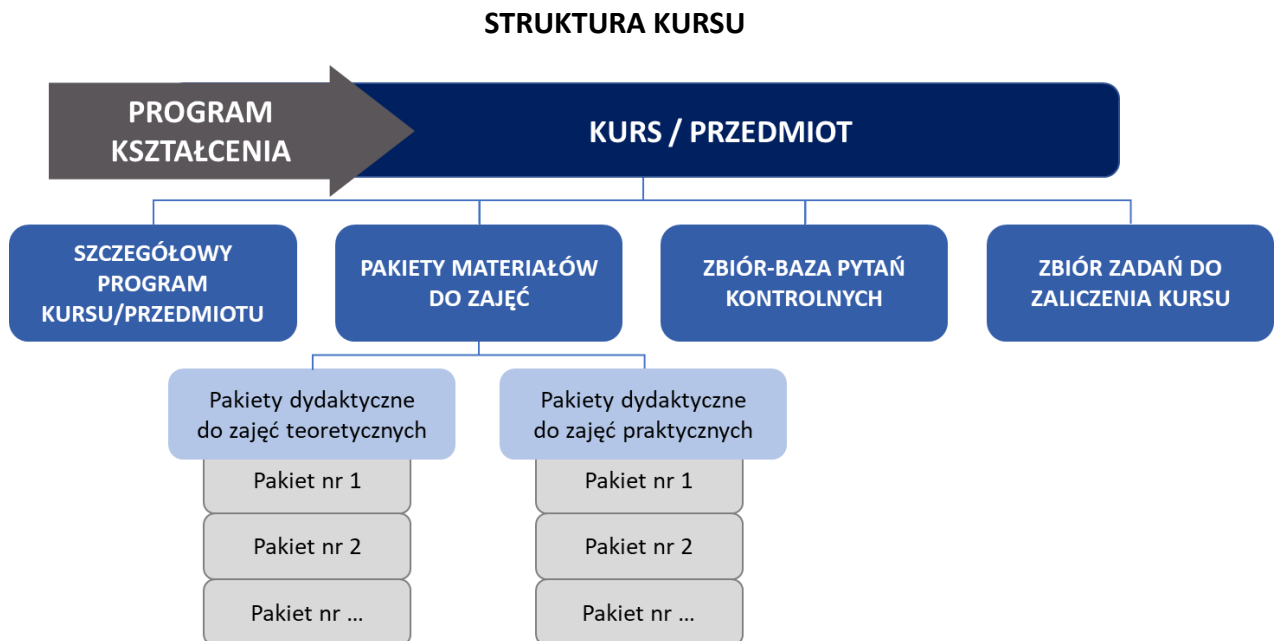 STRUKTURA KURSU
PROGRAM
KSZTAŁCENIA
KURS / PRZEDMIOT
SZCZEGÓŁOWY
PROGRAM
KURSU/PRZEDMIOTU
PAKIETY MATERIAŁÓW
DO ZAJĘĆ
ZBIÓR-BAZA PYTAŃ
KONTROLNYCH
ZBIÓR ZADAŃ DO
ZALICZENIA KURSU
Pakiety dydaktyczne
do zajęć teoretycznych
Pakiet nr 1
Pakiet nr 2
Pakiet nr ...
Pakiety dydaktyczne
do zajęć praktycznych
Pakiet nr 1
Pakiet nr 2
Pakiet nr ...